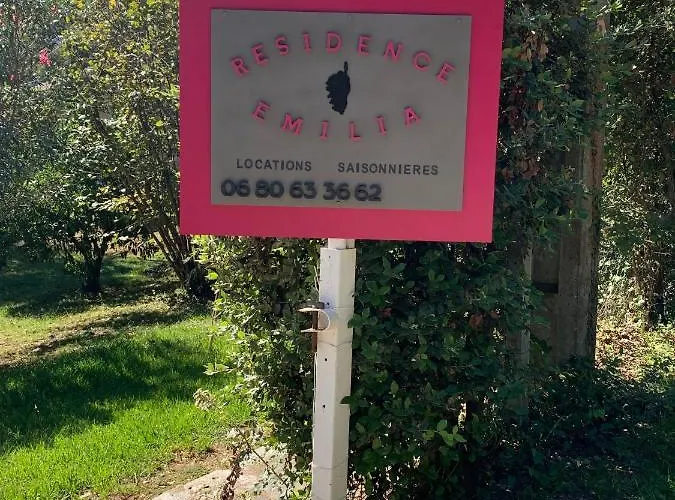 RESIDENCE
EMILIA
LOCATIONS SAISONNIERES
06 80 63 36 62